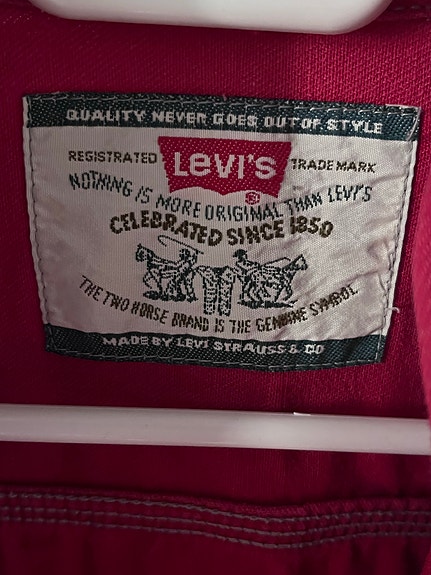 QUALITY NEVER GOES OUT OF STYLE
REGISTRATED LEVI'S ® TRADE MARK
NOTHING IS MORE ORIGINAL THAN LEVI'S
CELEBRATED SINCE 1850
THE TWO HORSE BRAND IS THE GENUINE SYMBOL
MADE BY LEVI STRAUSS & CO